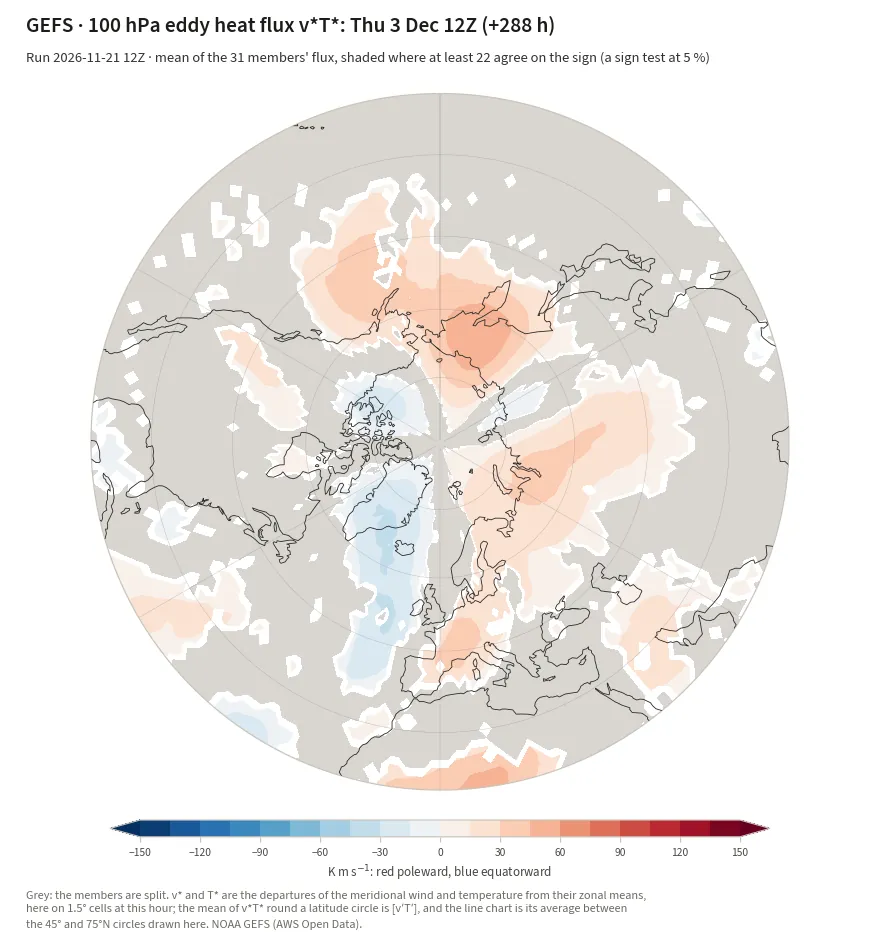 GEFS · 100 hPa eddy heat flux v*T*: Thu 3 Dec 12Z (+288 h)
Run 2026-11-21 12Z · mean of the 31 members' flux, shaded where at least 22 agree on the sign (a sign test at 5 %)
−150 −120 −90 −60 −30 0 30 60 90 120 150
K m s⁻¹: red poleward, blue equatorward
Grey: the members are split. v* and T* are the departures of the meridional wind and temperature from their zonal means,
here on 1.5° cells at this hour; the mean of v*T* round a latitude circle is [v'T'], and the line chart is its average between
the 45° and 75°N circles drawn here. NOAA GEFS (AWS Open Data).